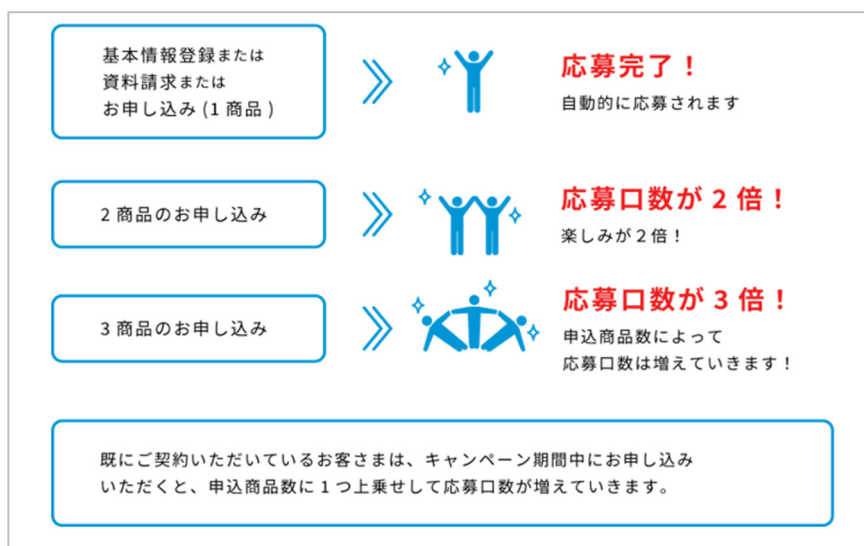 基本情報登録または
資料請求または
お申し込み (1 商品 )
応募完了！
自動的に応募されます
2 商品のお申し込み
応募口数が 2 倍！
楽しみが 2 倍！
3 商品のお申し込み
応募口数が 3 倍！
申込商品数によって
応募口数は増えていきます！
既にご契約いただいているお客さまは、キャンペーン期間中にお申し込み
いただくと、申込商品数に 1 つ上乗せして応募口数が増えていきます。